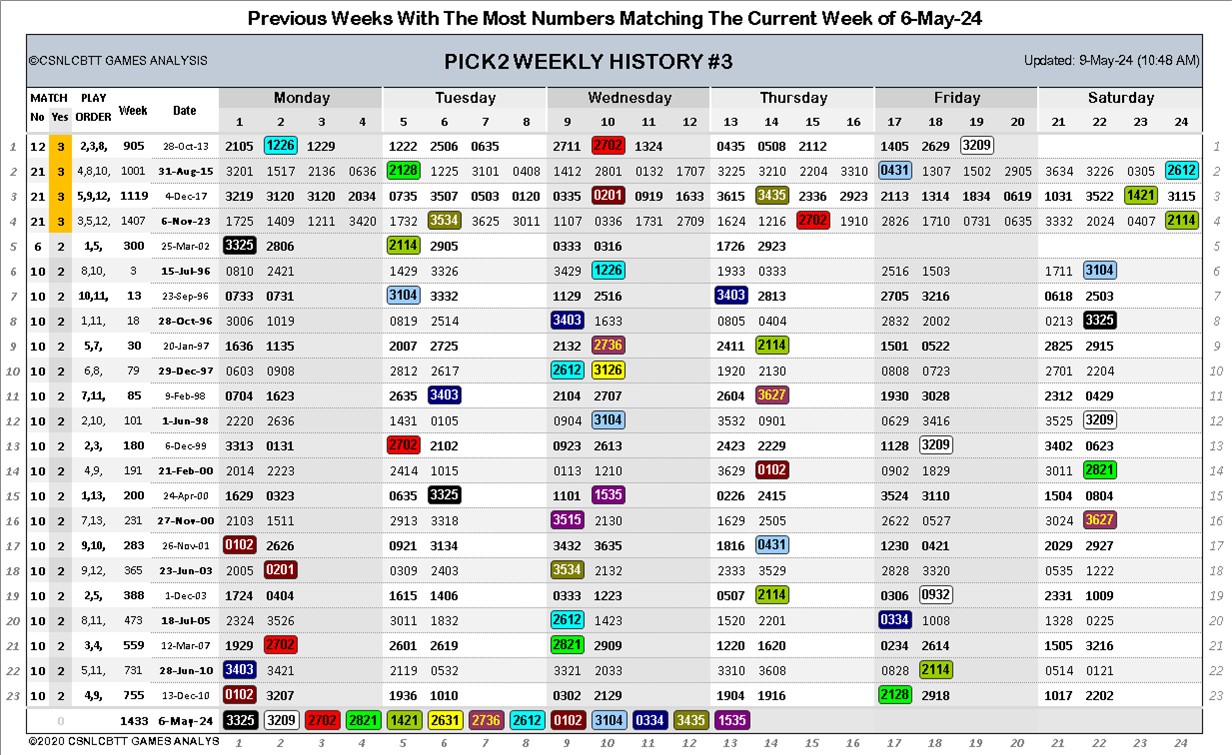 Previous Weeks With The Most Numbers Matching The Current Week of 6-May-24
©CSNLCBTT GAMES ANALYSIS PICK2 WEEKLY HISTORY #3 Updated: 9-May-24 (10:48 AM)
MATCH PLAY Week Date Monday Tuesday Wednesday Thursday Friday Saturday
No Yes ORDER 1 2 3 4 5 6 7 8 9 10 11 12 13 14 15 16 17 18 19 20 21 22 23 24
1 12 3 2,3,8, 905 28-Oct-13 2105 1226 1229 1222 2506 0635 2711 2702 1324 0435 0508 2112 1405 2629 3209 1
2 21 3 4,8,10, 1001 31-Aug-15 3201 1517 2136 0636 2128 1225 3101 0408 1412 2801 0132 1707 3225 3210 2204 3310 0431 1307 1502 2905 3634 3226 0305 2612 2
3 21 3 5,9,12, 1119 4-Dec-17 3219 3120 3120 2034 0735 3507 0503 0120 0335 0201 0919 1633 3615 3435 2336 2923 2113 1314 1834 0619 1031 3522 1421 3115 3
4 21 3 3,5,12, 1407 6-Nov-23 1725 1409 1211 3420 1732 3534 3625 3011 1107 0336 1731 2709 1624 1216 2702 1910 2826 1710 0731 0635 3332 2024 0407 2114 4
5 6 2 1,5, 300 25-Mar-02 3325 2806 2114 2905 0333 0316 1726 2923 5
6 10 2 8,10, 3 15-Jul-96 0810 2421 1429 3326 3429 1226 1933 0333 2516 1503 1711 3104 6
7 10 2 10,11, 13 23-Sep-96 0733 0731 3104 3332 1129 2516 3403 2813 2705 3216 0618 2503 7
8 10 2 1,11, 18 28-Oct-96 3006 1019 0819 2514 3403 1633 0805 0404 2832 2002 0213 3325 8
9 10 2 5,7, 30 20-Jan-97 1636 1135 2007 2725 2132 2736 2411 2114 1501 0522 2825 2915 9
10 10 2 6,8, 79 29-Dec-97 0603 0908 2812 2617 2612 3126 1920 2130 0808 0723 2701 2204 10
11 10 2 7,11, 85 9-Feb-98 0704 1623 2635 3403 2104 2707 2604 3627 1930 3028 2312 0429 11
12 10 2 2,10, 101 1-Jun-98 2220 2636 1431 0105 0904 3104 3532 0901 0629 3416 3525 3209 12
13 10 2 2,3, 180 6-Dec-99 3313 0131 2702 2102 0923 2613 2423 2229 1128 3209 3402 0623 13
14 10 2 4,9, 191 21-Feb-00 2014 2223 2414 1015 0113 1210 3629 0102 0902 1829 3011 2821 14
15 10 2 1,13, 200 24-Apr-00 1629 0323 0635 3325 1101 1535 0226 2415 3524 3110 1504 0804 15
16 10 2 7,13, 231 27-Nov-00 2103 1511 2913 3318 3515 2130 1629 2505 2622 0527 3024 3627 16
17 10 2 9,10, 283 26-Nov-01 0102 2626 0921 3134 3432 3635 1816 0431 1230 0421 2029 2927 17
18 10 2 9,12, 365 23-Jun-03 2005 0201 0309 2403 3534 2132 2833 3529 2828 3320 0535 1222 18
19 10 2 2,5, 388 1-Dec-03 1724 0404 1615 1406 0333 1223 0507 2114 0306 0932 2331 1009 19
20 10 2 8,11, 473 18-Jul-05 2324 3526 3011 1832 2612 1423 1520 2201 0334 1008 1328 0225 20
21 10 2 3,4, 559 12-Mar-07 1929 2702 2601 2619 2821 2909 1220 1620 0234 2614 1505 3216 21
22 10 2 5,11, 731 28-Jun-10 3403 3421 2119 0532 3321 2033 3310 3608 0828 2114 0514 0121 22
23 10 2 4,9, 755 13-Dec-10 0102 3207 1936 1010 0302 2129 1904 1916 2128 2918 1017 2202 23
0 1433 6-May-24 3325 3209 2702 2821 1421 2631 2736 2612 0102 3104 0334 3435 1535
©2020 CSNLCBTT GAMES ANALYS 1 2 3 4 5 6 7 8 9 10 11 12 13 14 15 16 17 18 19 20 21 22 23 24